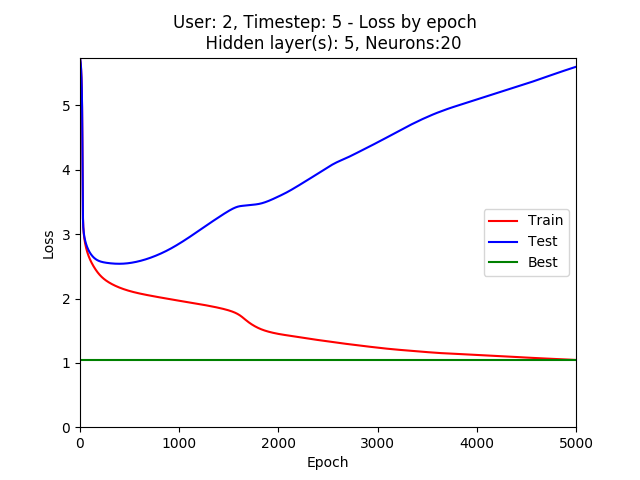 User: 2, Timestep: 5 - Loss by epoch
Hidden layer(s): 5, Neurons:20
Loss
5
4
3
2
1
0
Train
Test
Best
0 1000 2000 3000 4000 5000
Epoch